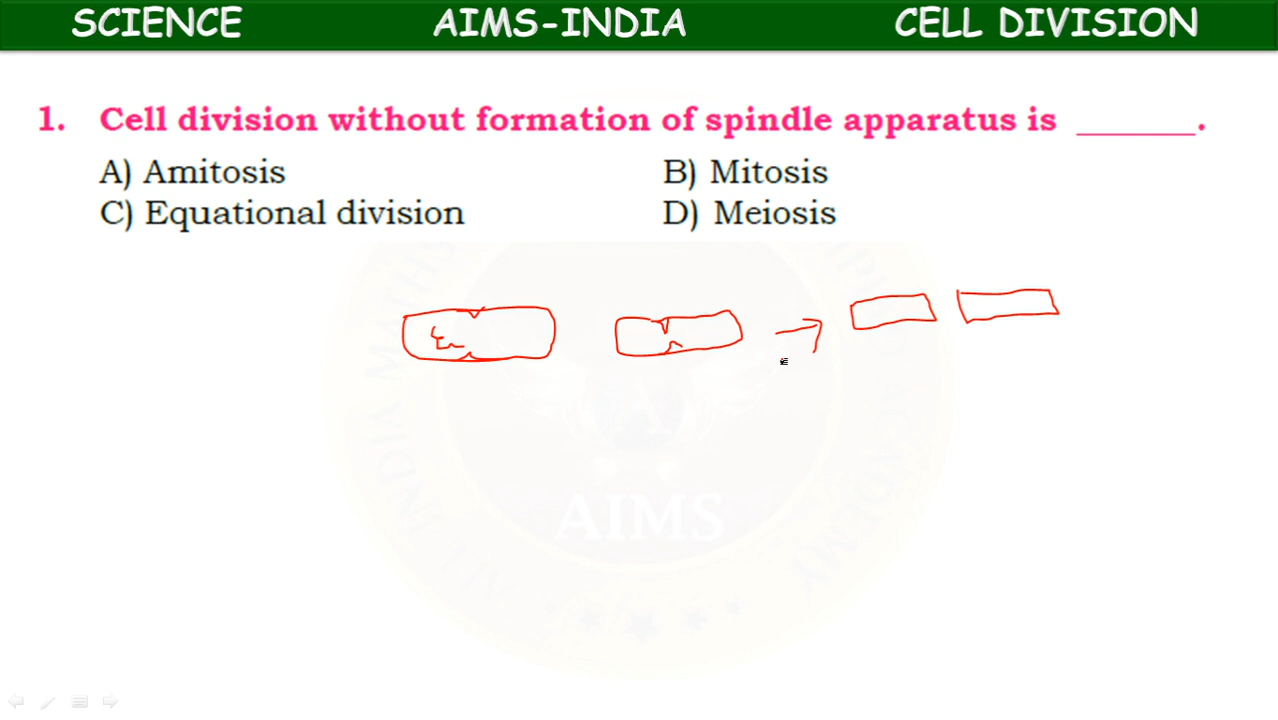 SCIENCE AIMS-INDIA CELL DIVISION
1. Cell division without formation of spindle apparatus is _______.
A) Amitosis B) Mitosis
C) Equational division D) Meiosis
AIMS